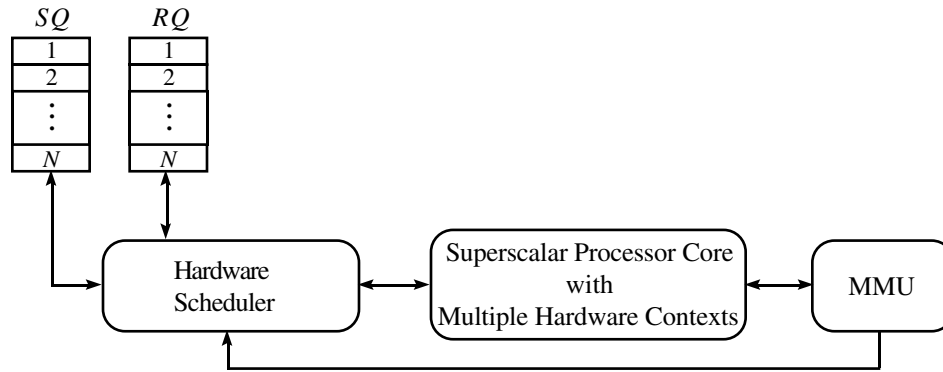 SQ RQ
1 1
2 2
⋮ ⋮
N N
Hardware
Scheduler
Superscalar Processor Core
with
Multiple Hardware Contexts
MMU